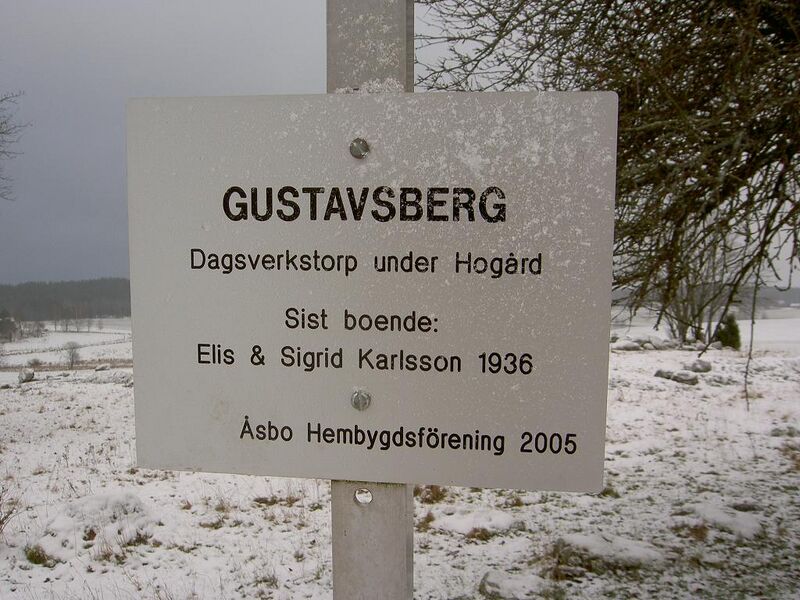 GUSTAVSBERG
Dagsverkstorp under Hogård
Sist boende:
Elis & Sigrid Karlsson 1936
Åsbo Hembygdsförening 2005